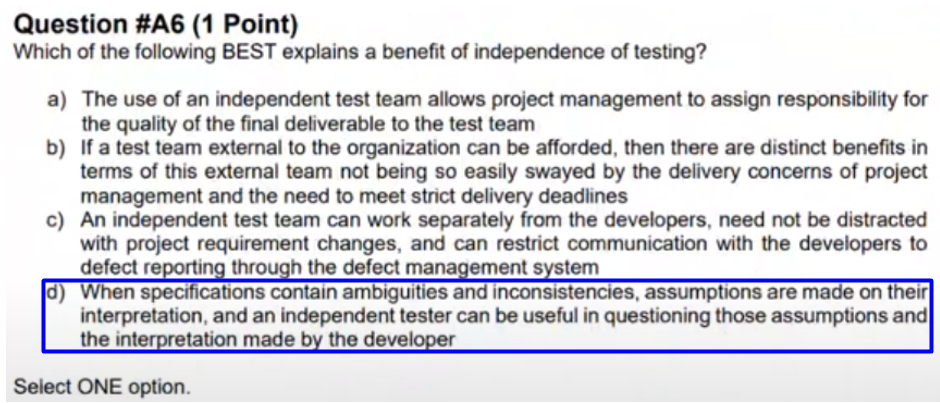 Question #A6 (1 Point)
Which of the following BEST explains a benefit of independence of testing?
a) The use of an independent test team allows project management to assign responsibility for
the quality of the final deliverable to the test team
b) If a test team external to the organization can be afforded, then there are distinct benefits in
terms of this external team not being so easily swayed by the delivery concerns of project
management and the need to meet strict delivery deadlines
c) An independent test team can work separately from the developers, need not be distracted
with project requirement changes, and can restrict communication with the developers to
defect reporting through the defect management system
d) When specifications contain ambiguities and inconsistencies, assumptions are made on their
interpretation, and an independent tester can be useful in questioning those assumptions and
the interpretation made by the developer
Select ONE option.